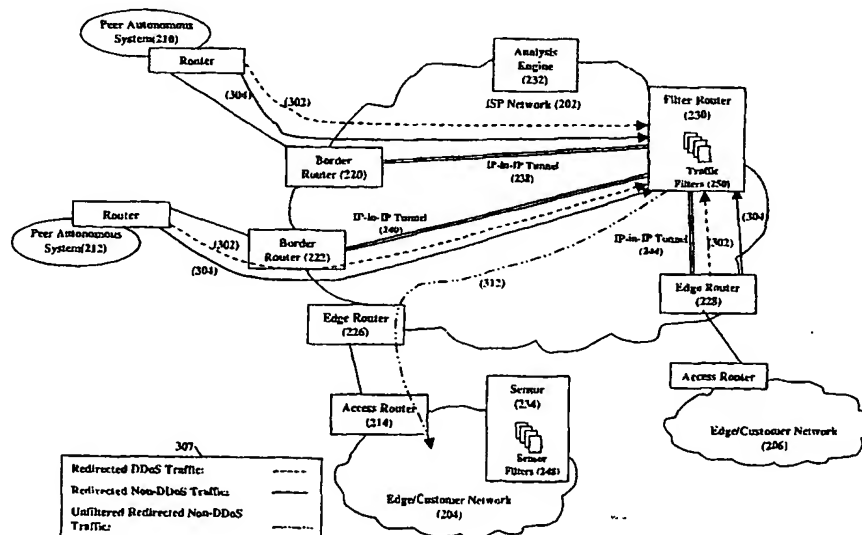 Peer Autonomous
System(210)
Router
(304)
(302)
Analysis
Engine
(232)
ISP Network (202)
Filter Router
(230)
Traffic
Filters (250)
Border
Router (220)
IP-in-IP Tunnel
(238)
Router
Peer Autonomous
System(212)
(302)
(304)
Border
Router (222)
IP-in-IP Tunnel
(240)
IP-in-IP Tunnel
(244)
(302)
(304)
(312)
Edge Router
(226)
Edge Router
(228)
Access Router
(214)
Sensor
(234)
Sensor
Filters (248)
Access Router
Edge/Customer Network
(206)
Edge/Customer Network
(204)
307
Redirected DDoS Traffic:
Redirected Non-DDoS Traffic:
Unfiltered Redirected Non-DDoS
Traffic: